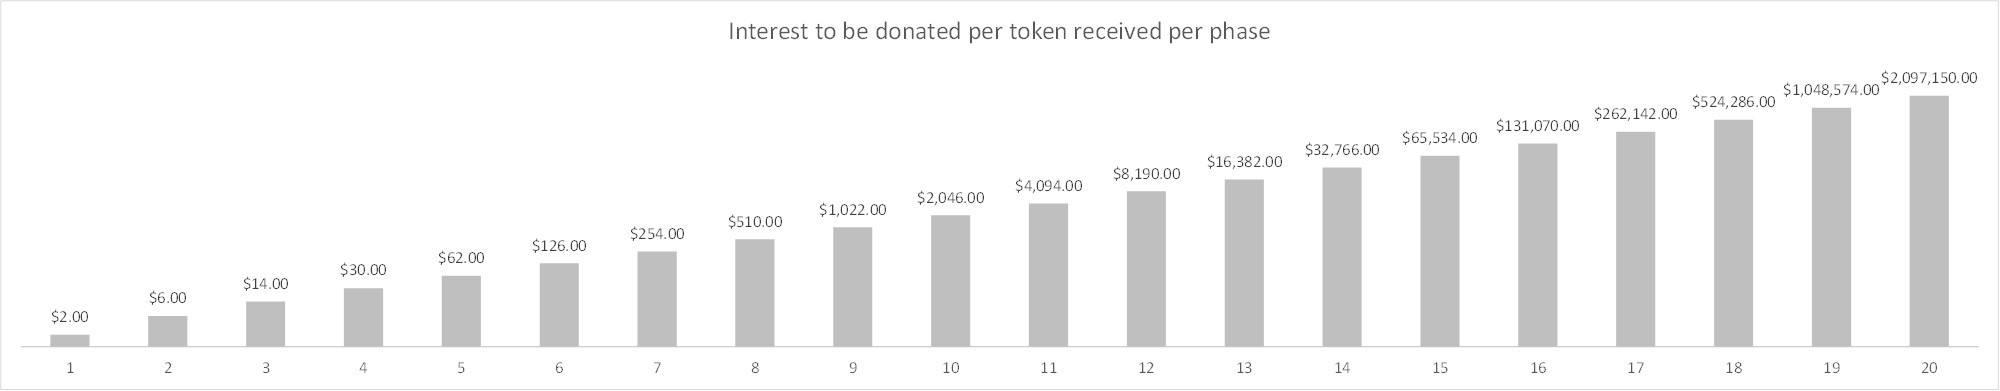 Interest to be donated per token received per phase
$2.00 $6.00 $14.00 $30.00 $62.00 $126.00 $254.00 $510.00 $1,022.00 $2,046.00 $4,094.00 $8,190.00 $16,382.00 $32,766.00 $65,534.00 $131,070.00 $262,142.00 $524,286.00 $1,048,574.00 $2,097,150.00
1 2 3 4 5 6 7 8 9 10 11 12 13 14 15 16 17 18 19 20